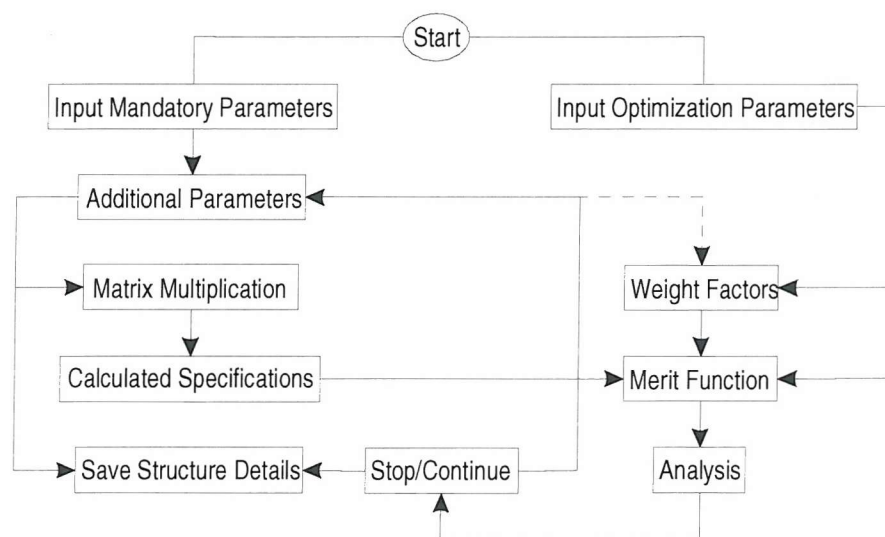 Start
Input Mandatory Parameters
Input Optimization Parameters
Additional Parameters
Matrix Multiplication
Weight Factors
Calculated Specifications
Merit Function
Save Structure Details
Stop/Continue
Analysis